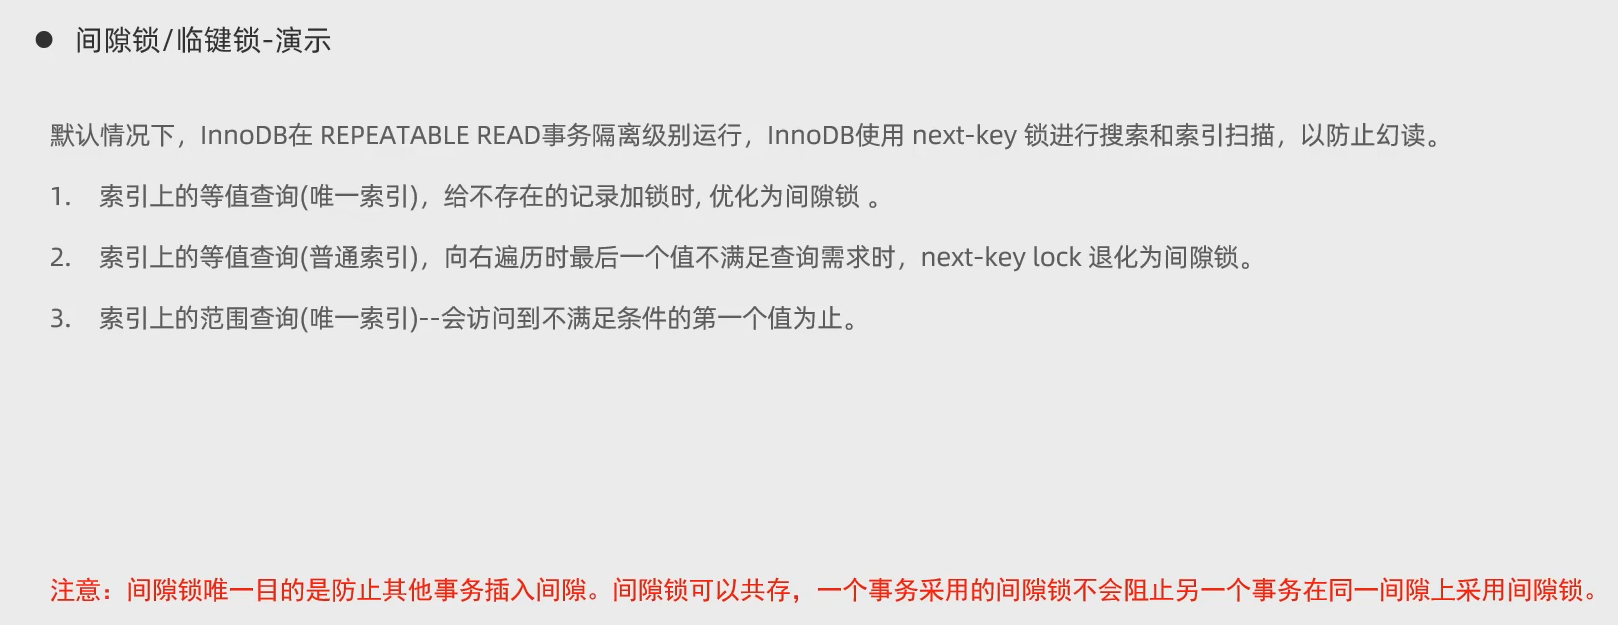 ● 间隙锁/临键锁-演示
默认情况下，InnoDB在 REPEATABLE READ事务隔离级别运行，InnoDB使用 next-key 锁进行搜索和索引扫描，以防止幻读。
1. 索引上的等值查询(唯一索引)，给不存在的记录加锁时, 优化为间隙锁 。
2. 索引上的等值查询(普通索引)，向右遍历时最后一个值不满足查询需求时，next-key lock 退化为间隙锁。
3. 索引上的范围查询(唯一索引)--会访问到不满足条件的第一个值为止。
注意：间隙锁唯一目的是防止其他事务插入间隙。间隙锁可以共存，一个事务采用的间隙锁不会阻止另一个事务在同一间隙上采用间隙锁。